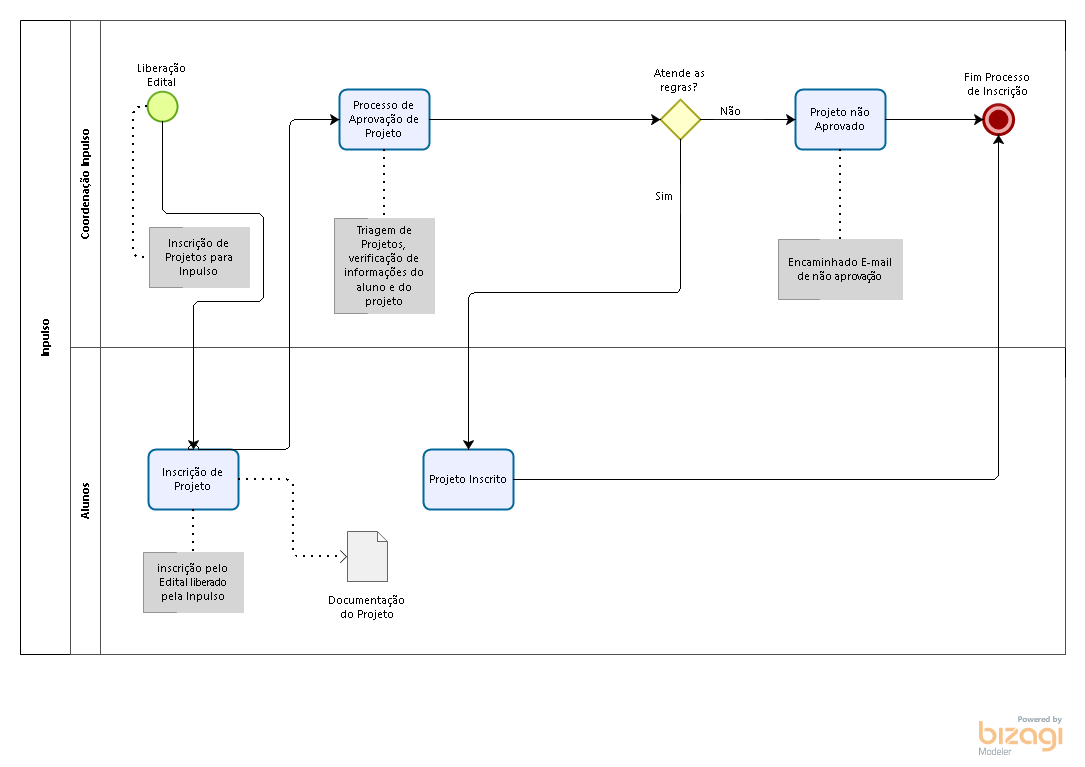 Inpulso
Coordenação Inpulso
Liberação
Edital
Inscrição de
Projetos para
Inpulso
Processo de
Aprovação de
Projeto
Triagem de
Projetos,
verificação de
informações do
aluno e do
projeto
Atende as
regras?
Não
Sim
Projeto não
Aprovado
Encaminhado E-mail
de não aprovação
Fim Processo
de Inscrição
Alunos
Inscrição de
Projeto
inscrição pelo
Edital liberado
pela Inpulso
Documentação
do Projeto
Projeto Inscrito
Powered by
bizagi
Modeler